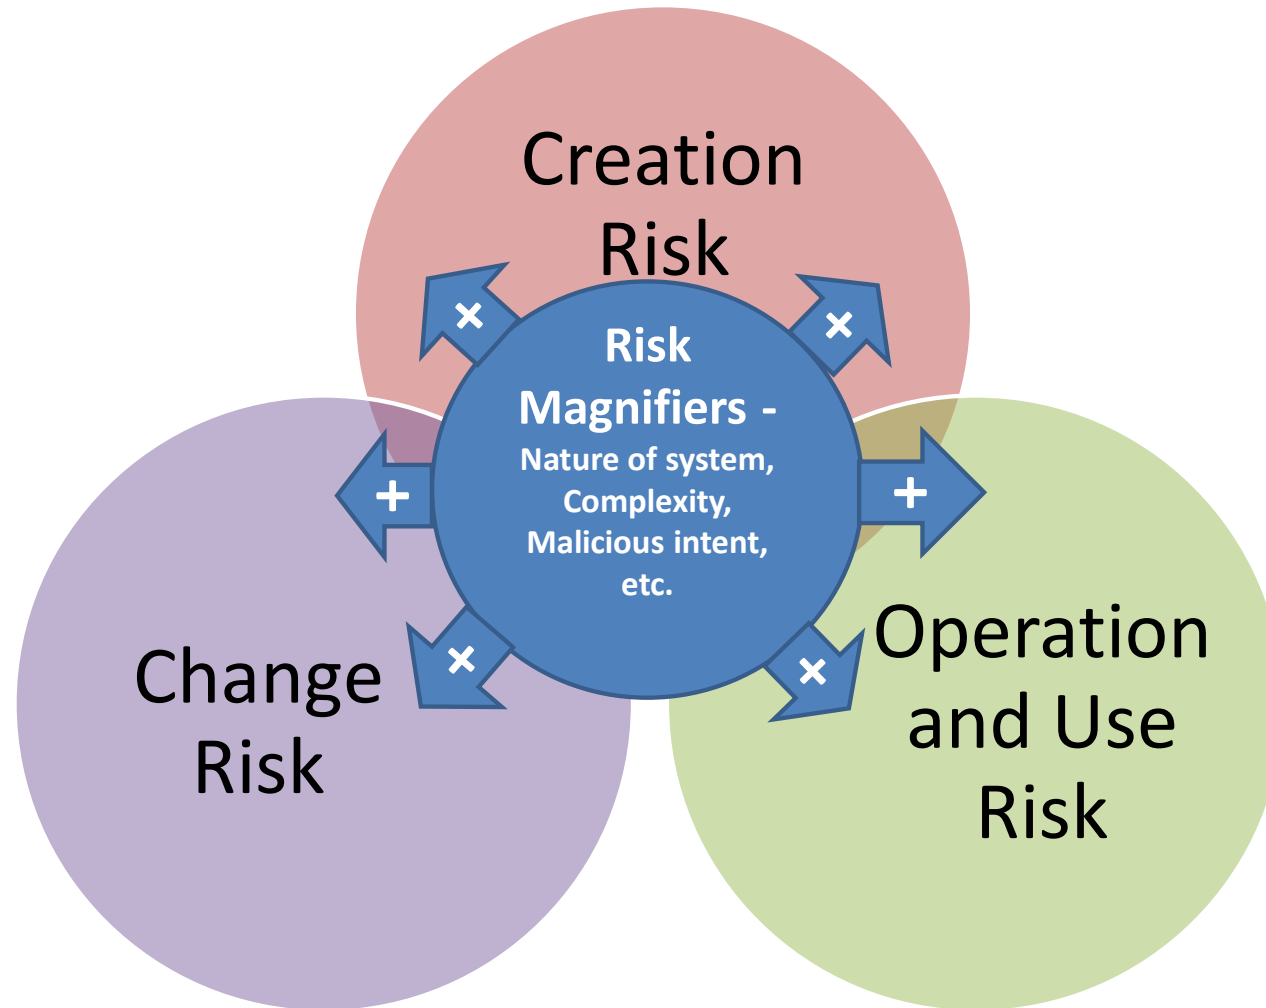 Creation
Risk
×
×
Risk
Magnifiers -
Nature of system,
Complexity,
Malicious intent,
etc.
+
+
×
×
Change
Risk
Operation
and Use
Risk